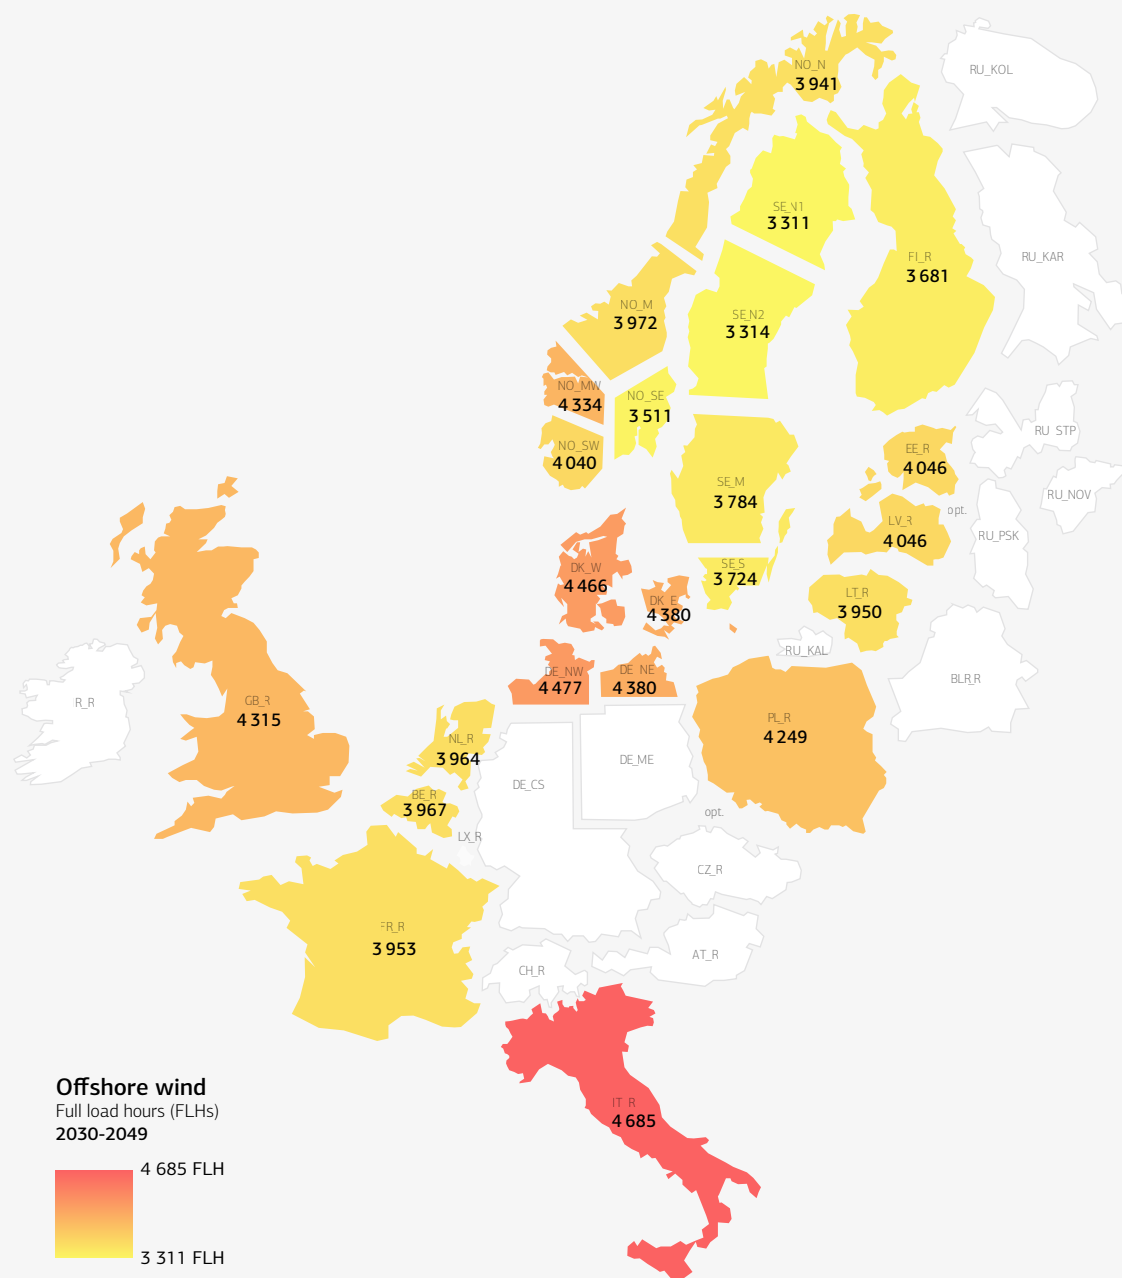 NO_N
3 941
RU_KOL
SE_N1
3 311
RU_KAR
FI_R
3 681
NO_M
3 972
SE_N2
3 314
NO_MW
4 334
NO_SE
3 511
RU_STP
NO_SW
4 040
EE_R
4 046
SE_M
3 784
RU_NOV
opt.
LV_R
4 046
RU_PSK
DK_W
4 466
SE_S
3 724
DK_E
4 380
LT_R
3 950
RU_KAL
BLR_R
DE_NW
4 477
DE_NE
4 380
R_R
GB_R
4 315
PL_R
4 249
NL_R
3 964
DE_ME
DE_CS
BE_R
3 967
opt.
LX_R
CZ_R
FR_R
3 953
AT_R
CH_R
IT_R
4 685
Offshore wind
Full load hours (FLHs)
2030-2049
4 685 FLH
3 311 FLH